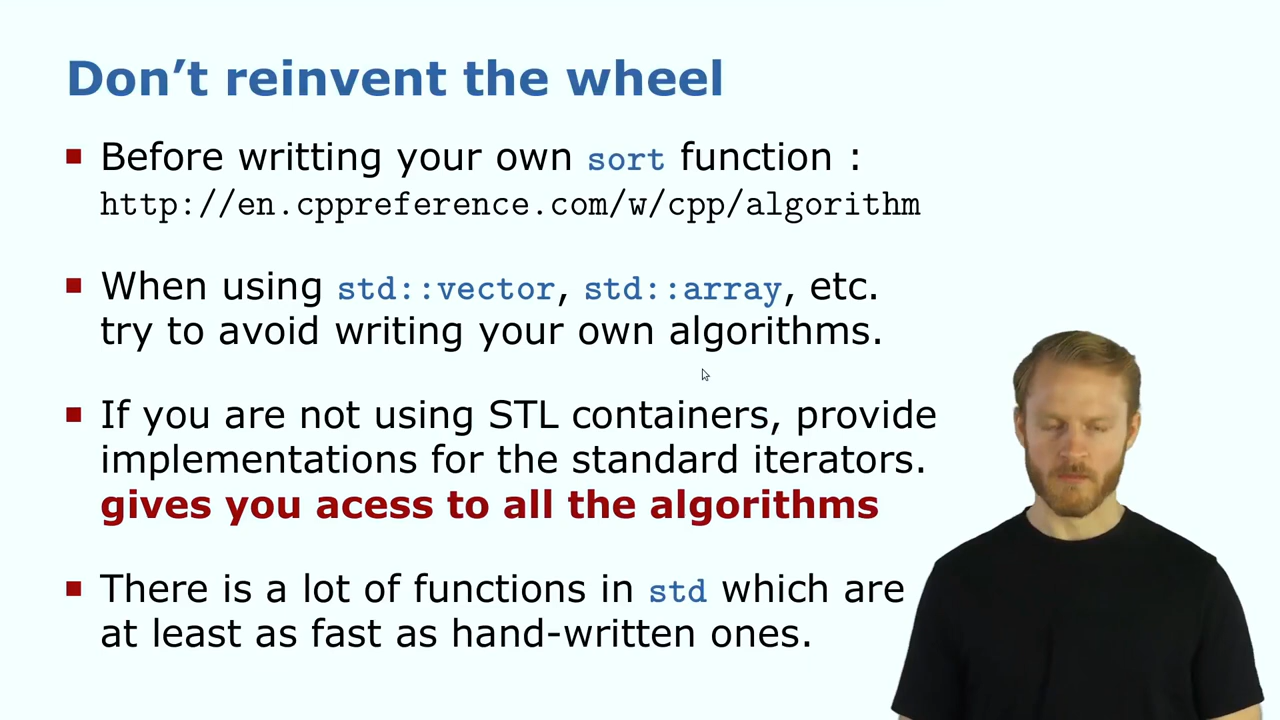 Don’t reinvent the wheel
Before writting your own sort function :
http://en.cppreference.com/w/cpp/algorithm
When using std::vector, std::array, etc.
try to avoid writing your own algorithms.
If you are not using STL containers, provide
implementations for the standard iterators.
gives you acess to all the algorithms
There is a lot of functions in std which are
at least as fast as hand-written ones.